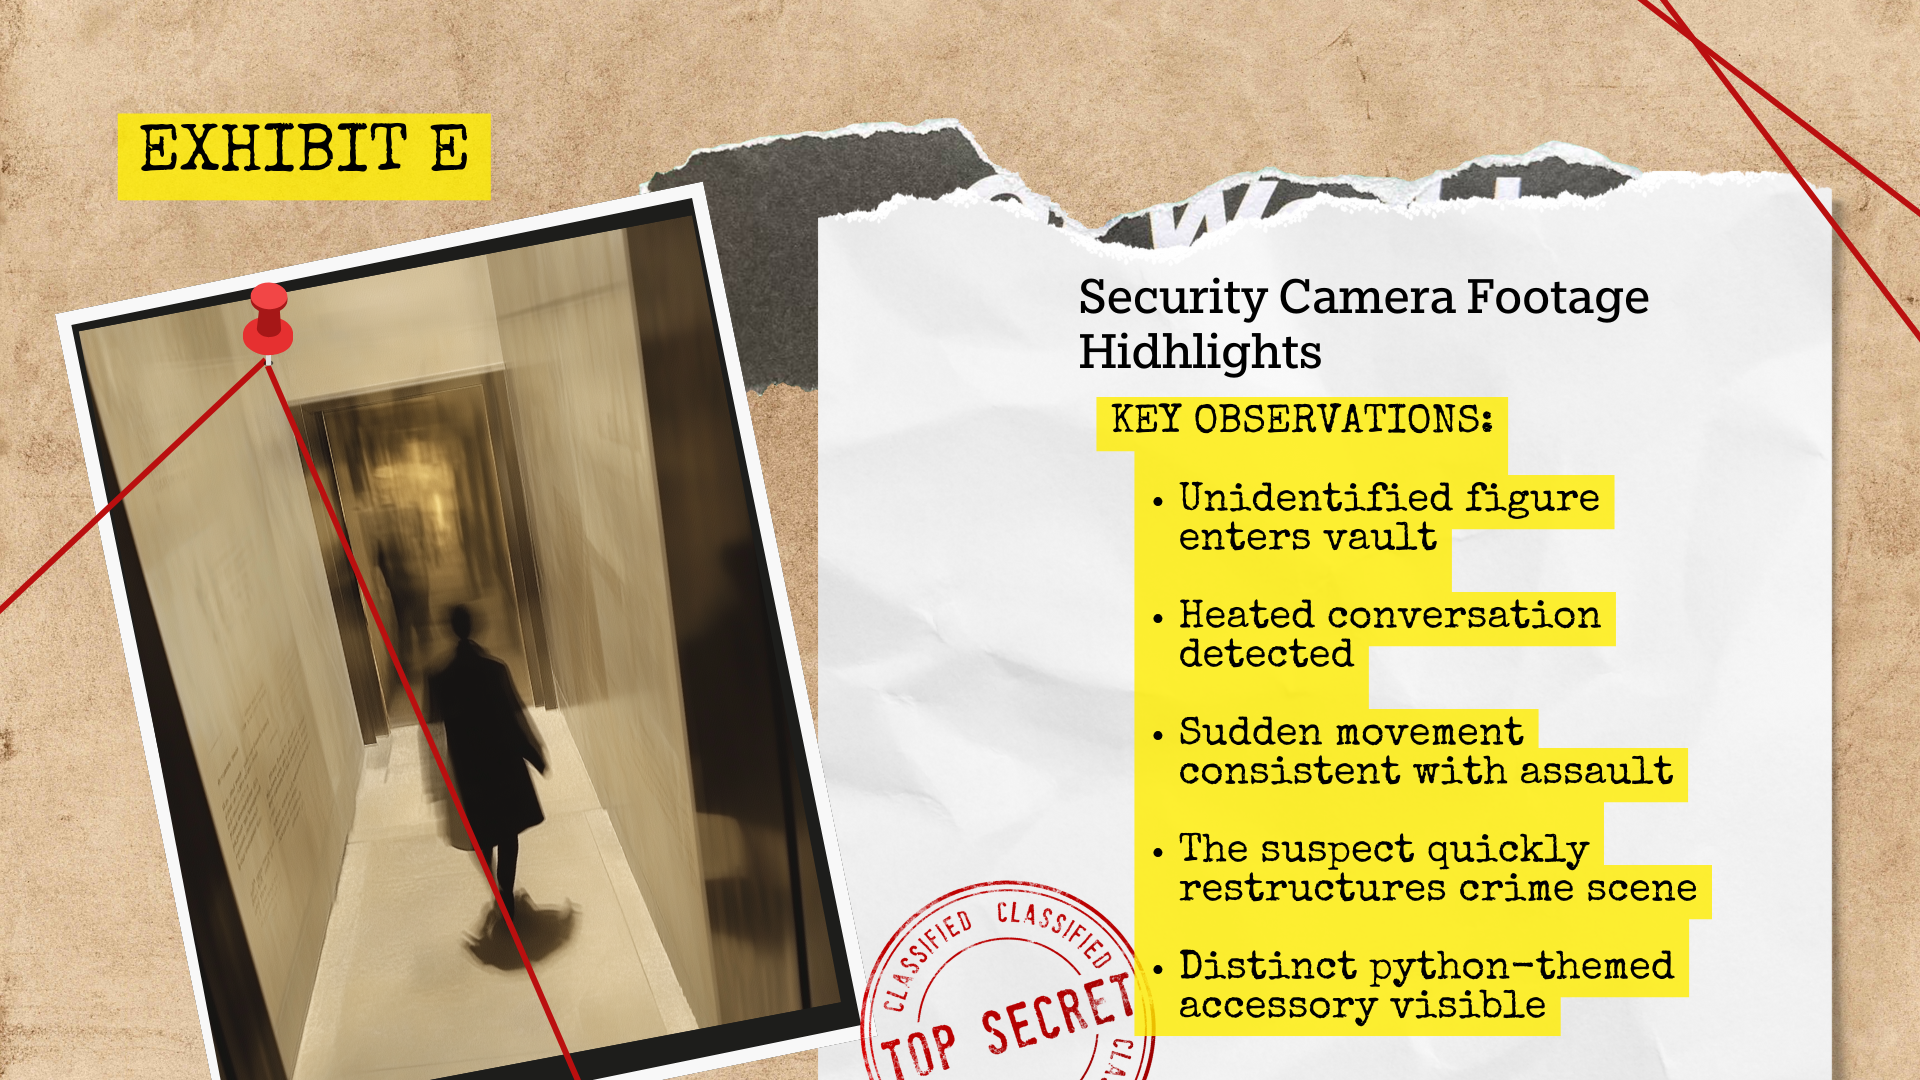 EXHIBIT E
Security Camera Footage
Hidhlights
KEY OBSERVATIONS:
• Unidentified figure
enters vault
• Heated conversation
detected
• Sudden movement
consistent with assault
• The suspect quickly
restructures crime scene
• Distinct python-themed
accessory visible
CLASSIFIED CLASSIFIED
TOP SECRET